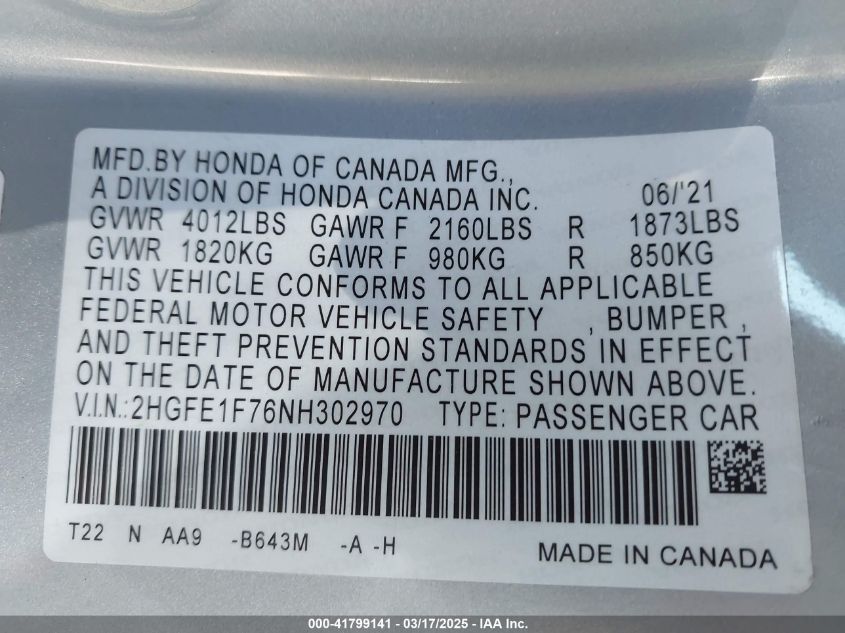 MFD.BY HONDA OF CANADA MFG.,
A DIVISION OF HONDA CANADA INC. 06/'21
GVWR 4012LBS GAWR F 2160LBS R 1873LBS
GVWR 1820KG GAWR F 980KG R 850KG
THIS VEHICLE CONFORMS TO ALL APPLICABLE
FEDERAL MOTOR VEHICLE SAFETY , BUMPER ,
AND THEFT PREVENTION STANDARDS IN EFFECT
ON THE DATE OF MANUFACTURE SHOWN ABOVE.
V.I.N.:2HGFE1F76NH302970 TYPE: PASSENGER CAR
T22 N AA9 -B643M -A -H MADE IN CANADA
000-41799141 - 03/17/2025 - IAA Inc.